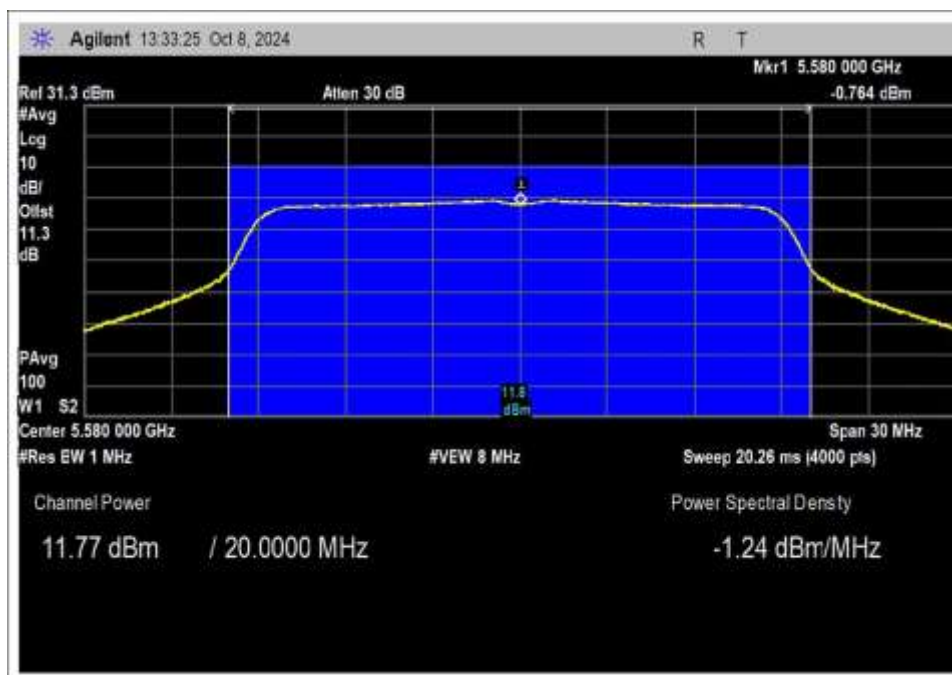 Agilent 13:33:25 Oct 8, 2024 R T
Mkr1 5.580 000 GHz
Ref 31.3 dBm Atten 30 dB -0.764 dBm
#Avg
Log
10
dB/
Offst
11.3
dB
1
PAvg
100
11.8
dBm
W1 S2
Center 5.580 000 GHz Span 30 MHz
#Res BW 1 MHz #VBW 8 MHz Sweep 20.26 ms (4000 pts)
Channel Power Power Spectral Density
11.77 dBm / 20.0000 MHz -1.24 dBm/MHz